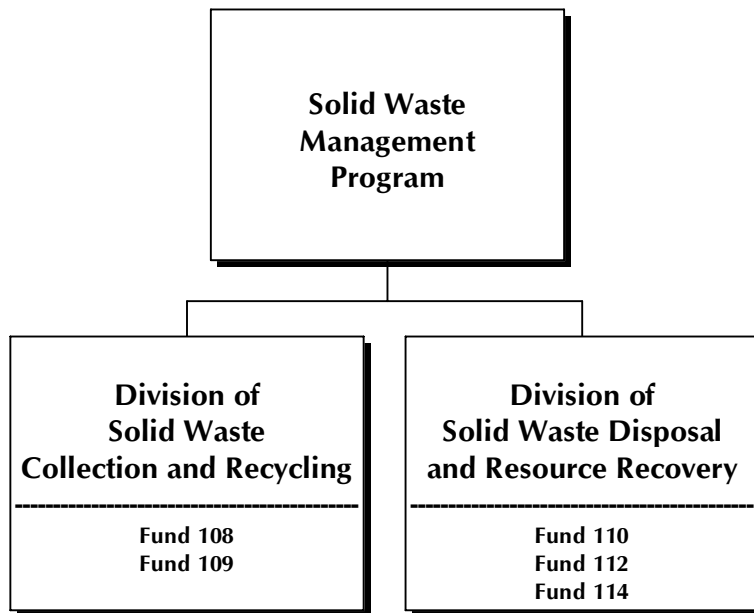 Solid Waste
Management
Program
Division of
Solid Waste
Collection and Recycling
Fund 108
Fund 109
Division of
Solid Waste Disposal
and Resource Recovery
Fund 110
Fund 112
Fund 114